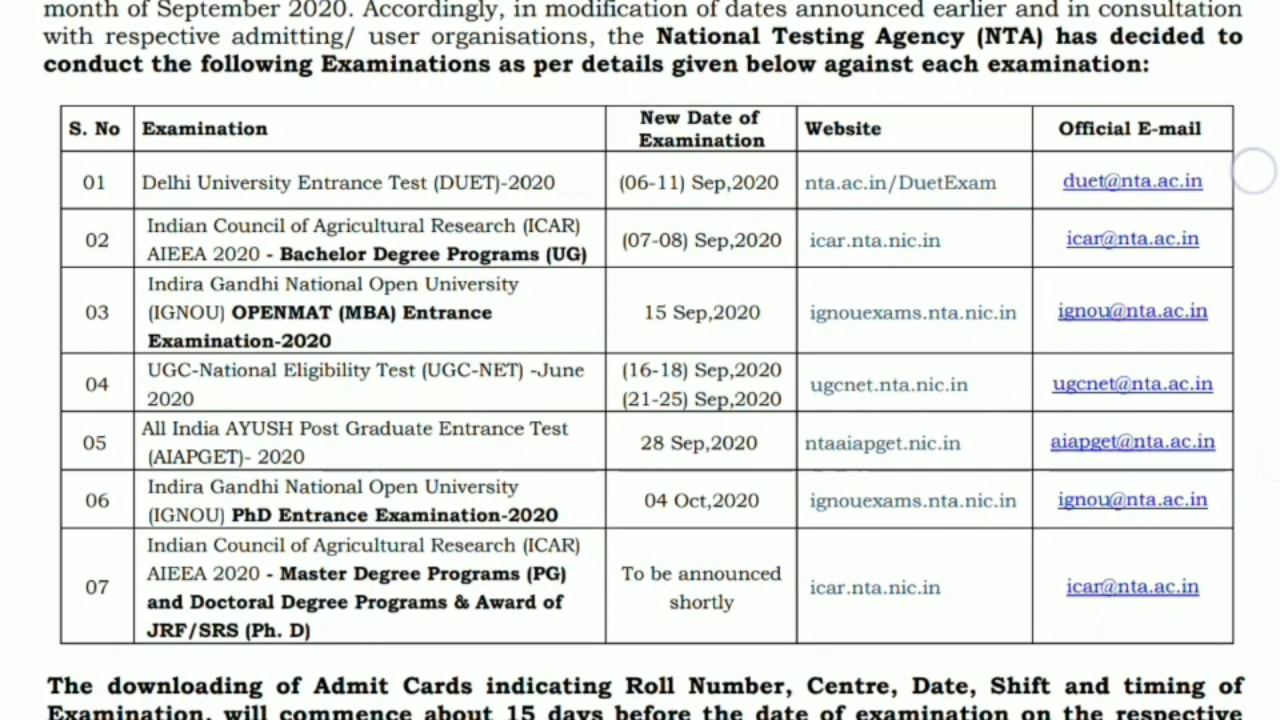 month of September 2020. Accordingly, in modification of dates announced earlier and in consultation
with respective admitting/ user organisations, the National Testing Agency (NTA) has decided to
conduct the following Examinations as per details given below against each examination:
S. No Examination New Date of Examination Website Official E-mail
01 Delhi University Entrance Test (DUET)-2020 (06-11) Sep,2020 nta.ac.in/DuetExam duet@nta.ac.in
02 Indian Council of Agricultural Research (ICAR)
AIEEA 2020 - Bachelor Degree Programs (UG) (07-08) Sep,2020 icar.nta.nic.in icar@nta.ac.in
03 Indira Gandhi National Open University
(IGNOU) OPENMAT (MBA) Entrance
Examination-2020 15 Sep,2020 ignouexams.nta.nic.in ignou@nta.ac.in
04 UGC-National Eligibility Test (UGC-NET) -June
2020 (16-18) Sep,2020
(21-25) Sep,2020 ugcnet.nta.nic.in ugcnet@nta.ac.in
05 All India AYUSH Post Graduate Entrance Test
(AIAPGET)- 2020 28 Sep,2020 ntaaiapget.nic.in aiapget@nta.ac.in
06 Indira Gandhi National Open University
(IGNOU) PhD Entrance Examination-2020 04 Oct,2020 ignouexams.nta.nic.in ignou@nta.ac.in
07 Indian Council of Agricultural Research (ICAR)
AIEEA 2020 - Master Degree Programs (PG)
and Doctoral Degree Programs & Award of
JRF/SRS (Ph. D) To be announced
shortly icar.nta.nic.in icar@nta.ac.in
The downloading of Admit Cards indicating Roll Number, Centre, Date, Shift and timing of
Examination, will commence about 15 days before the date of examination on the respective